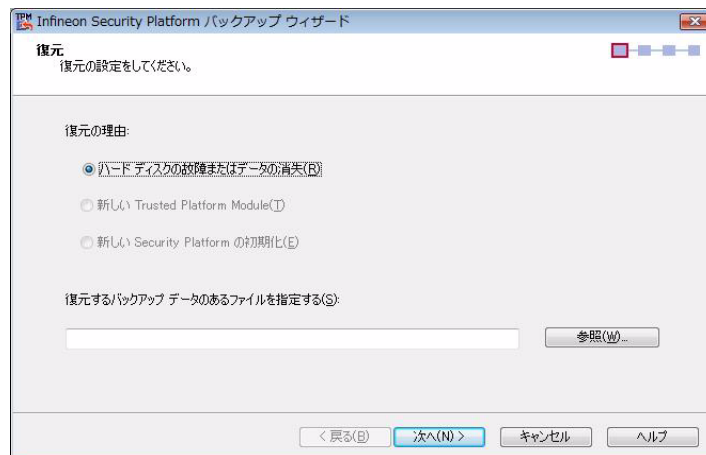 TPM
Infineon Security Platform バックアップ ウィザード
復元
復元の設定をしてください。
復元の理由:
ハード ディスクの故障またはデータの消失(R)
新しい Trusted Platform Module(T)
新しい Security Platform の初期化(E)
復元するバックアップ データのあるファイルを指定する(S):
参照(W)...
< 戻る(B)
次へ(N) >
キャンセル
ヘルプ